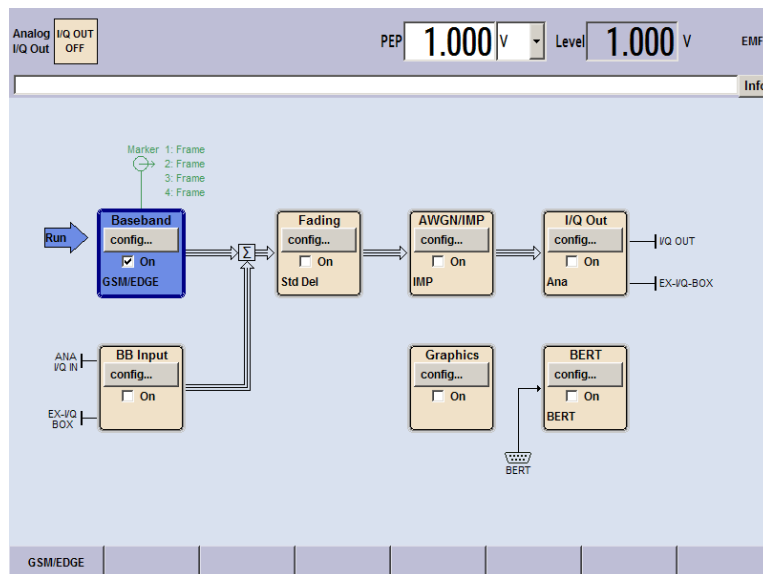 Analog I/Q Out
I/Q OUT OFF
PEP 1.000 V
Level 1.000 V
EMF
Info
Marker 1: Frame
2: Frame
3: Frame
4: Frame
Run
Baseband
config...
On
GSM/EDGE
Σ
Fading
config...
On
Std Del
AWGN/IMP
config...
On
IMP
I/Q Out
config...
On
Ana
I/Q OUT
EX-I/Q-BOX
ANA I/Q IN
EX-I/Q BOX
BB Input
config...
On
Graphics
config...
On
BERT
config...
On
BERT
BERT
GSM/EDGE